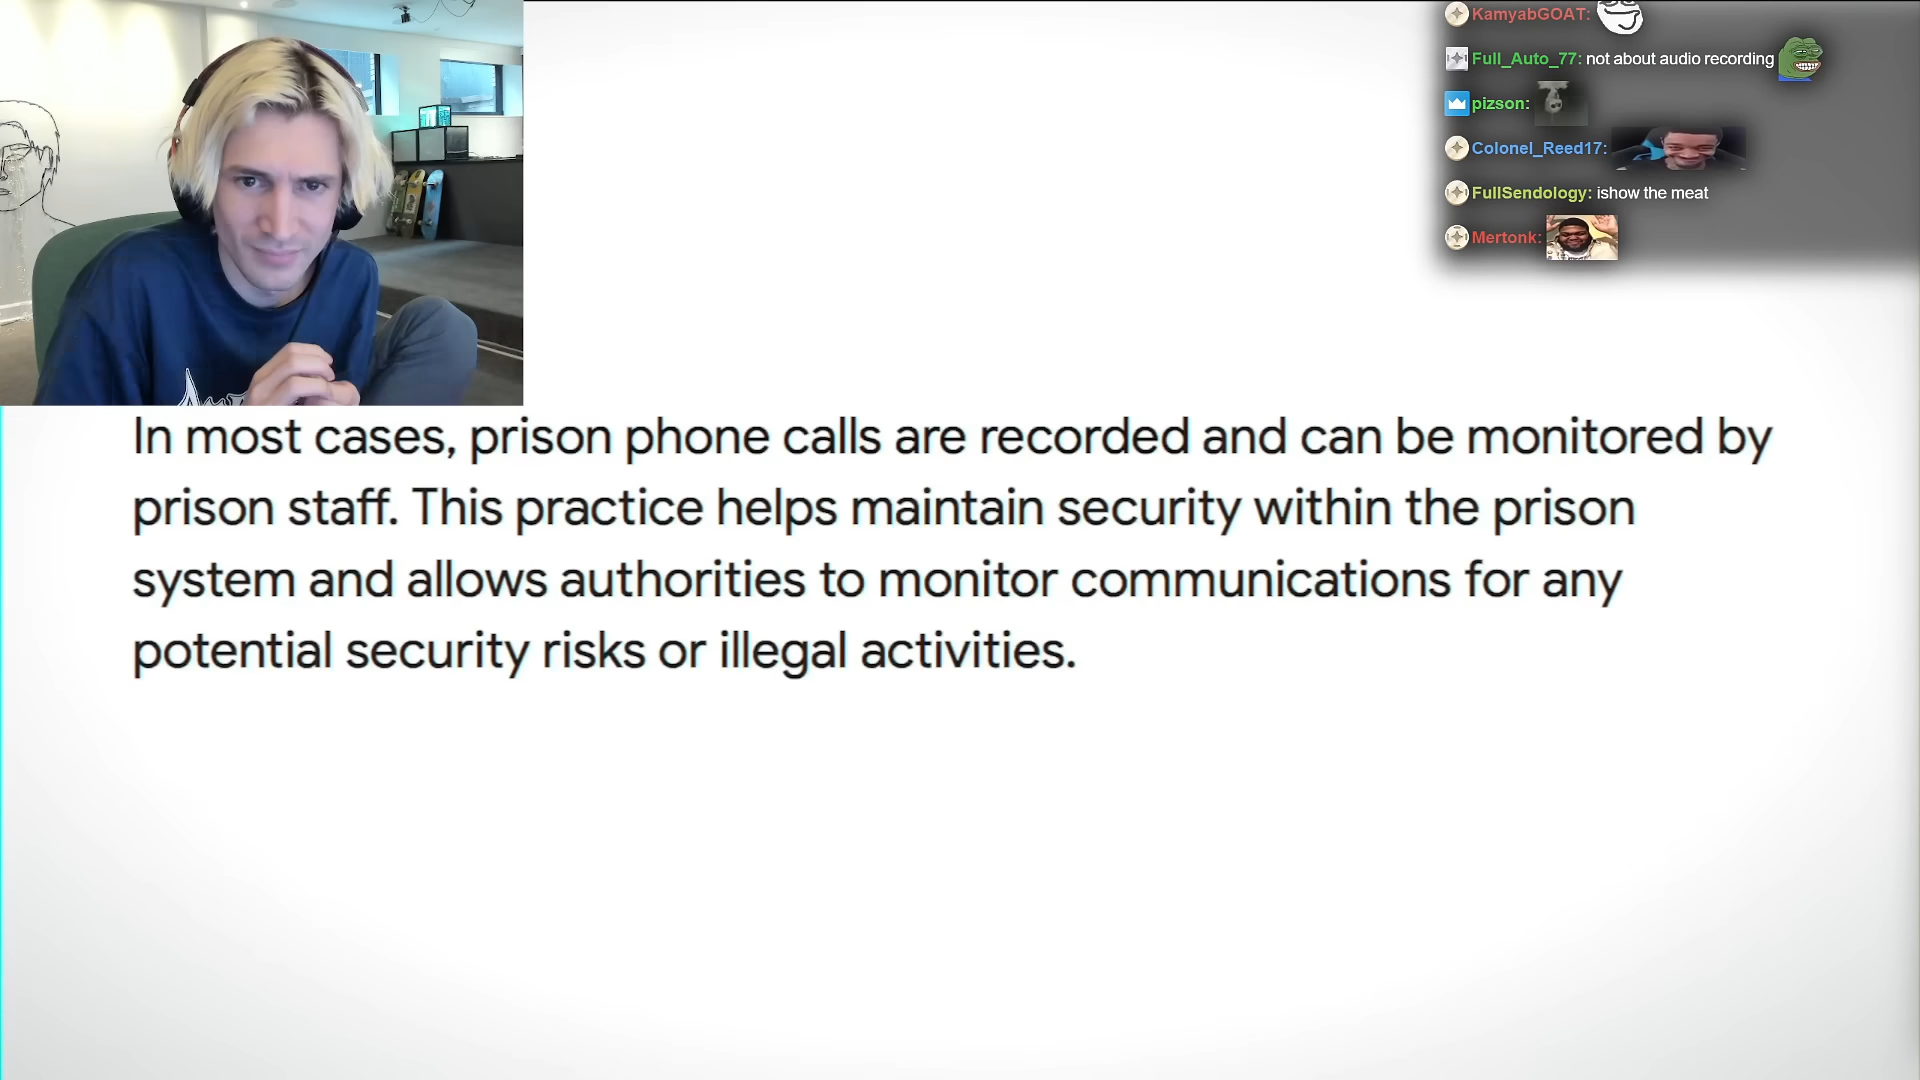 KamyabGOAT:
Full_Auto_77: not about audio recording
pizson:
Colonel_Reed17:
FullSendology: ishow the meat
Mertonk:
In most cases, prison phone calls are recorded and can be monitored by
prison staff. This practice helps maintain security within the prison
system and allows authorities to monitor communications for any
potential security risks or illegal activities.